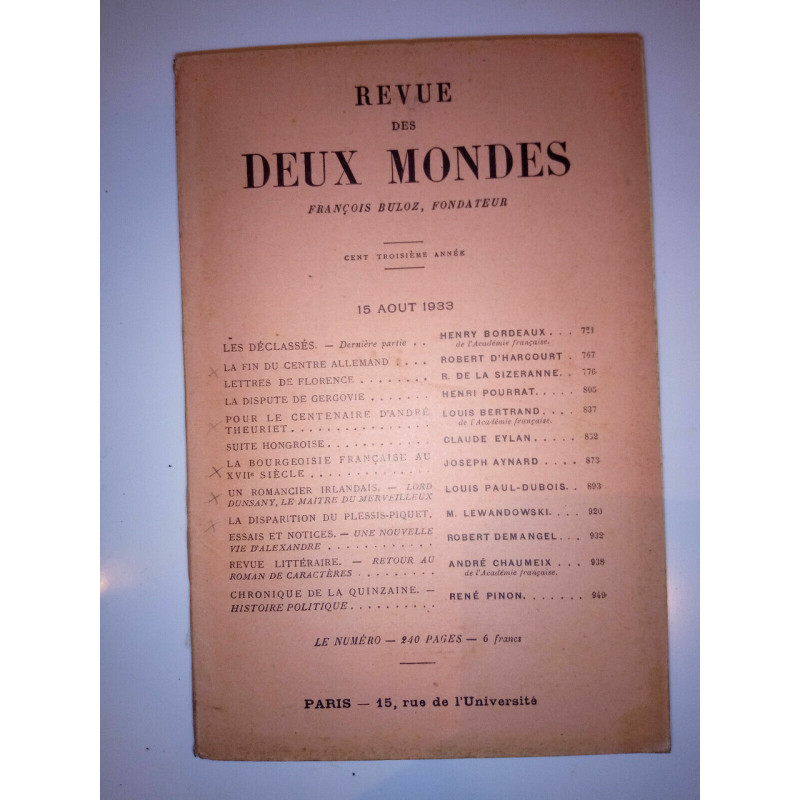 REVUE
DES
DEUX MONDES
FRANÇOIS BULOZ, FONDATEUR
CENT TROISIÈME ANNÉE
15 AOUT 1933
LES DÉCLASSÉS. — Dernière partie . . HENRY BORDEAUX . . . 721
de l'Académie française.
LA FIN DU CENTRE ALLEMAND . . . . ROBERT D'HARCOURT . 767
LETTRES DE FLORENCE . . . . . . . . R. DE LA SIZERANNE. . 776
LA DISPUTE DE GERGOVIE . . . . . . . HENRI POURRAT. . . . . 805
POUR LE CENTENAIRE D'ANDRÉ LOUIS BERTRAND. . . . 837
THEURIET. . . . . . . . . . . . . . . . . de l'Académie française.
SUITE HONGROISE. . . . . . . . . . . . CLAUDE EYLAN. . . . . 852
LA BOURGEOISIE FRANÇAISE AU JOSEPH AYNARD . . . . 873
XVIIe SIÈCLE . . . . . . . . . . . . . .
UN ROMANCIER IRLANDAIS. — LORD LOUIS PAUL-DUBOIS. . 893
DUNSANY, LE MAITRE DU MERVEILLEUX
LA DISPARITION DU PLESSIS-PIQUET. M. LEWANDOWSKI. . . . 920
ESSAIS ET NOTICES. — UNE NOUVELLE ROBERT DEMANGEL. . . 932
VIE D'ALEXANDRE . . . . . . . . . . . .
REVUE LITTÉRAIRE. — RETOUR AU ANDRÉ CHAUMEIX . . . 938
ROMAN DE CARACTÈRES . . . . . . . . . de l'Académie française.
CHRONIQUE DE LA QUINZAINE. — RENÉ PINON. . . . . . . 949
HISTOIRE POLITIQUE. . . . . . . . . .
LE NUMÉRO — 240 PAGES — 6 francs
PARIS — 15, rue de l'Université